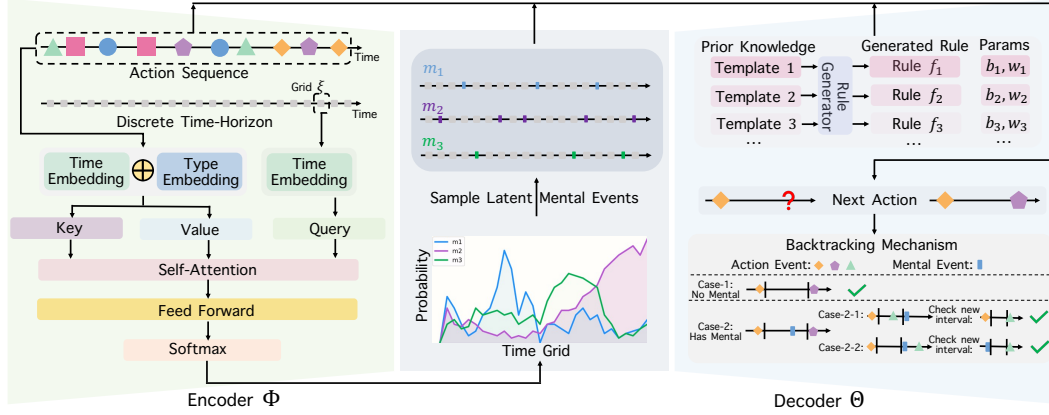 Time
Action Sequence
Grid ξ
Time
Discrete Time-Horizon
Time
Embedding
Type
Embedding
Time
Embedding
Key
Value
Query
Self-Attention
Feed Forward
Softmax
Encoder Φ
m1
m2
m3
Sample Latent Mental Events
m1
m2
m3
Probability
Time Grid
Prior Knowledge
Generated Rule
Params
Template 1
Rule f1
b1, w1
Template 2
Rule
Generator
Rule f2
b2, w2
Template 3
Rule f3
b3, w3
...
...
...
?
Next Action
Backtracking Mechanism
Action Event:
Mental Event:
Case-1:
No Mental
Case-2:
Has Mental
Case-2-1:
Check new
interval:
Case-2-2:
Check new
interval:
Decoder Θ